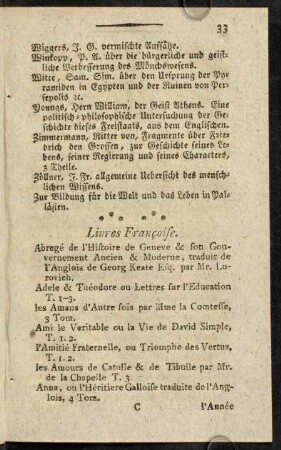 33
Wiggers, J. G. vermischte Aufsätze.
Winkopp, P. A. über die bürgerliche und geist-
liche Verbesserung des Mönchswesens.
Witte, Sam. Sim. über den Ursprung der Py-
ramiden in Egypten und der Ruinen von Per-
sepolis ꝛc.
Youngs, Herr William, der Geist Athens. Eine
politisch-philosophische Untersuchung der Ge-
schichte dieses Freistaats, aus dem Englischen.
Zimmermann, Ritter von, Fragmente über Frie-
drich den Grossen, zur Geschichte seines Le-
bens, seiner Regierung und seines Characters,
3 Theile.
Zöllner, J. Fr. allgemeine Uebersicht des mensch-
lichen Wissens.
Zur Bildung für die Welt und das Leben in Pal-
lästen.
* * * * *
Livres Françoise.
Abregé de l'Histoire de Geneve & son Gou-
vernement Ancien & Moderne, traduit de
l'Anglois de Georg Keate Esq. par Mr. Lo-
rovich.
Adele & Théodore ou Lettres sur l'Education
T. 1-3.
les Amans d'Autre fois par Mme la Comtesse,
3 Tom.
Ami le Veritable ou la Vie de David Simple,
T. 1. 2.
l'Amitié Fraternelle, ou Triomphe des Vertus,
T. 1. 2.
les Amours de Catulle & de Tibulle par Mr.
de la Chapelle T. 3.
Anna, ou l'Héritiere Galloise traduite de l'Ang-
lois, 4 Tom.
C l'Année